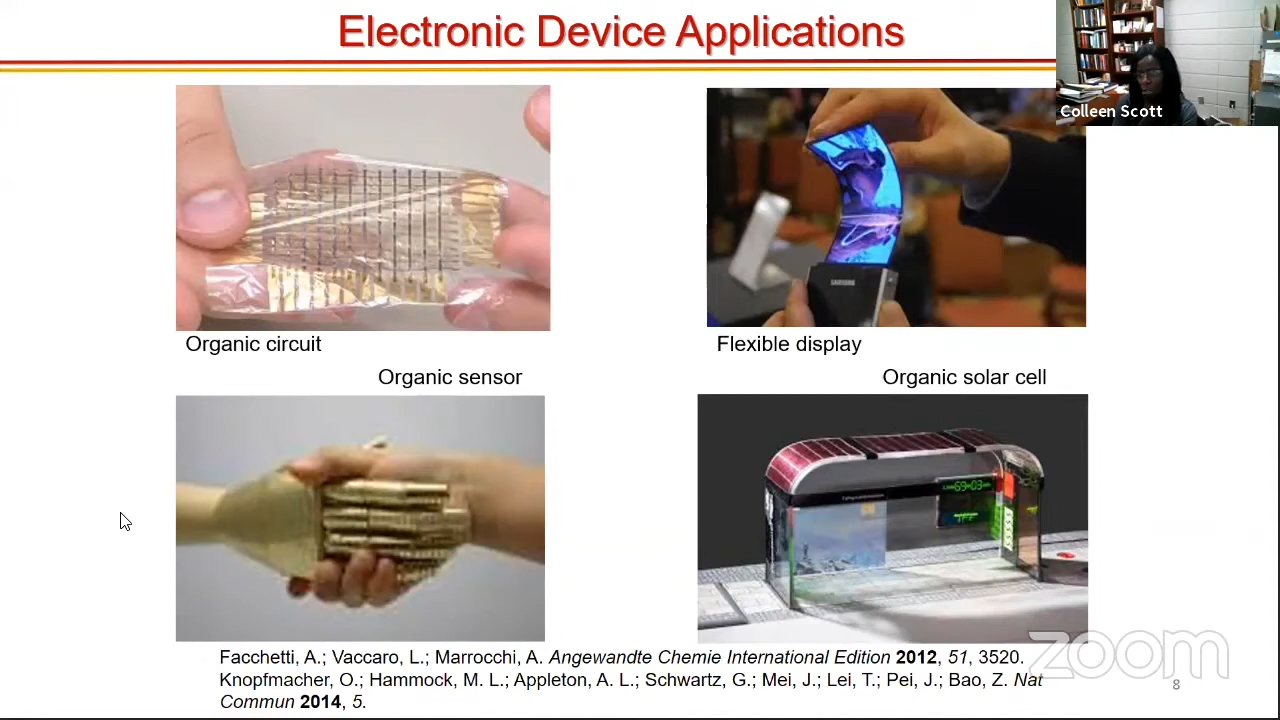 Electronic Device Applications
Colleen Scott
SAMSUNG
Organic circuit
Flexible display
Organic sensor
Organic solar cell
Facchetti, A.; Vaccaro, L.; Marrocchi, A. Angewandte Chemie International Edition 2012, 51, 3520.
Knopfmacher, O.; Hammock, M. L.; Appleton, A. L.; Schwartz, G.; Mei, J.; Lei, T.; Pei, J.; Bao, Z. Nat
Commun 2014, 5.
zoom
8